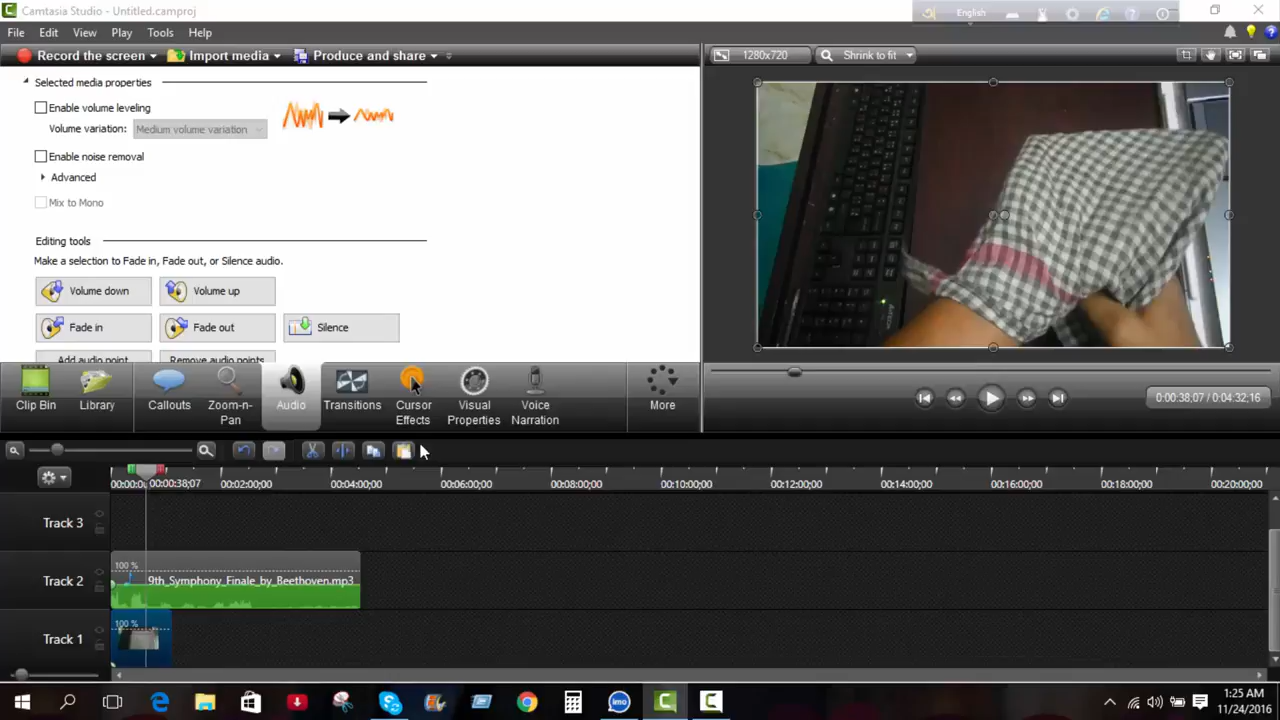 Camtasia Studio - Untitled.camproj
English
File Edit View Play Tools Help
Record the screen Import media Produce and share
1280x720 Shrink to fit
Selected media properties
Enable volume leveling
Volume variation: Medium volume variation
Enable noise removal
Advanced
Mix to Mono
Editing tools
Make a selection to Fade in, Fade out, or Silence audio.
Volume down Volume up
Fade in Fade out Silence
Add audio point Remove audio points
Clip Bin Library Callouts Zoom-n-Pan Audio Transitions Cursor Effects Visual Properties Voice Narration More
0:00:38;07 / 0:04:32;16
00:00:0 00:00:38;07 00:02:00;00 00:04:00;00 00:06:00;00 00:08:00;00 00:10:00;00 00:12:00;00 00:14:00;00 00:16:00;00 00:18:00;00 00:20:00;00
Track 3
100 %
Track 2 9th_Symphony_Finale_by_Beethoven.mp3
100 %
Track 1
imo
1:25 AM
11/24/2016